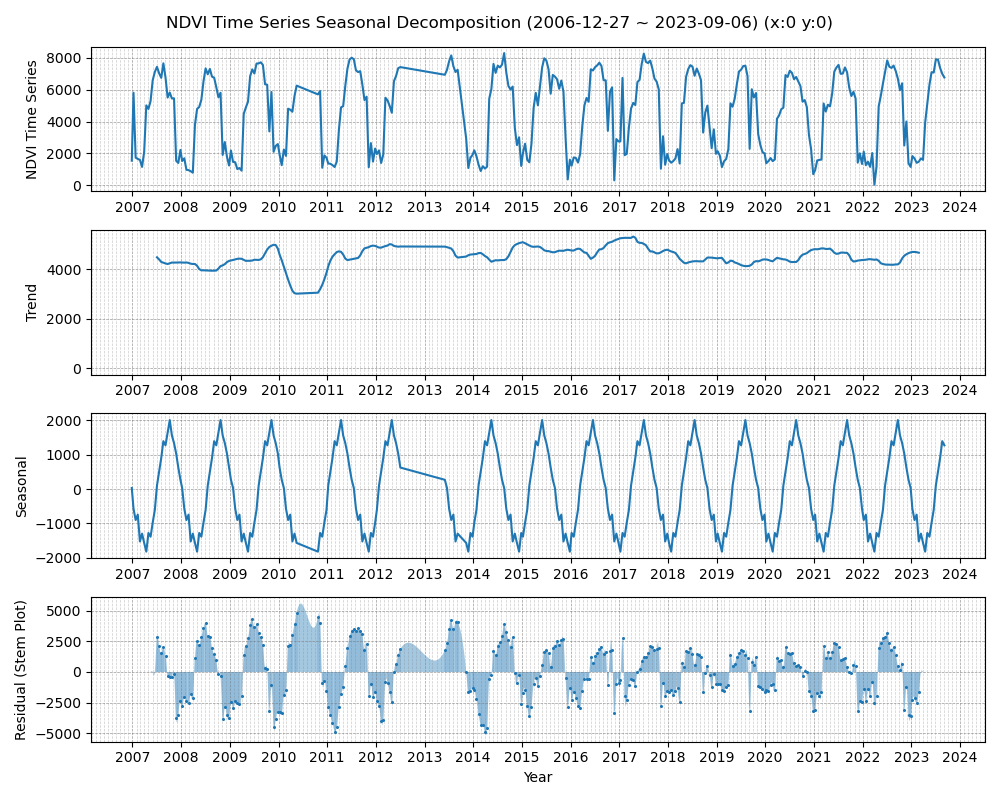 NDVI Time Series Seasonal Decomposition (2006-12-27 ~ 2023-09-06) (x:0 y:0)
NDVI Time Series
8000
6000
4000
2000
0
2007 2008 2009 2010 2011 2012 2013 2014 2015 2016 2017 2018 2019 2020 2021 2022 2023 2024
Trend
4000
2000
0
2007 2008 2009 2010 2011 2012 2013 2014 2015 2016 2017 2018 2019 2020 2021 2022 2023 2024
Seasonal
2000
1000
0
−1000
−2000
2007 2008 2009 2010 2011 2012 2013 2014 2015 2016 2017 2018 2019 2020 2021 2022 2023 2024
Residual (Stem Plot)
5000
2500
0
−2500
−5000
2007 2008 2009 2010 2011 2012 2013 2014 2015 2016 2017 2018 2019 2020 2021 2022 2023 2024
Year